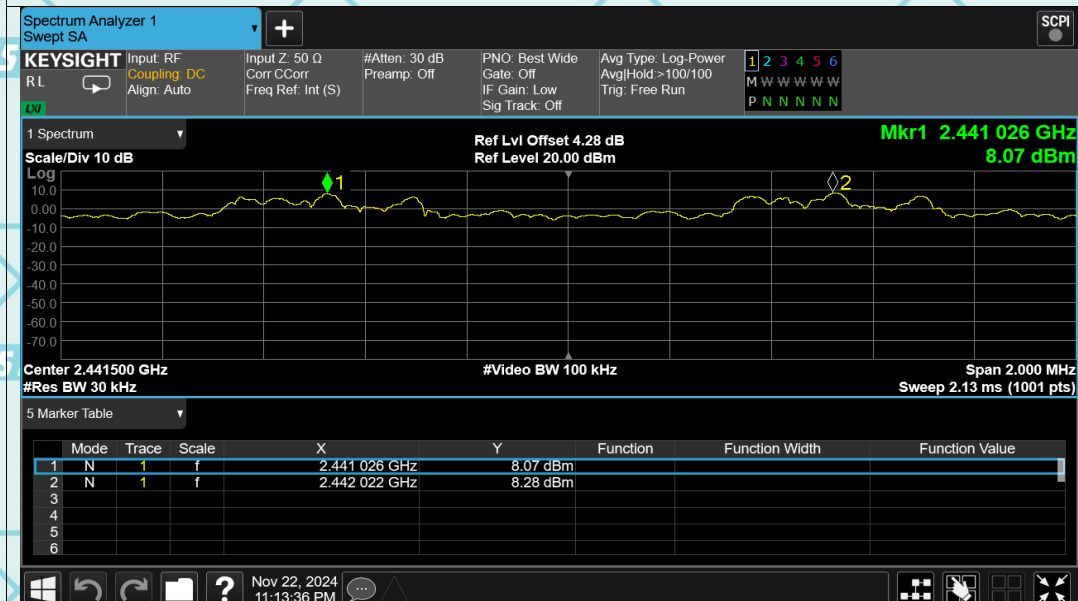 Spectrum Analyzer 1
Swept SA
+
SCPI
KEYSIGHT
R L
LXI
Input: RF
Coupling: DC
Align: Auto
Input Z: 50 Ω
Corr CCorr
Freq Ref: Int (S)
#Atten: 30 dB
Preamp: Off
PNO: Best Wide
Gate: Off
IF Gain: Low
Sig Track: Off
Avg Type: Log-Power
Avg|Hold:>100/100
Trig: Free Run
1 2 3 4 5 6
M W W W W W
P N N N N N
1 Spectrum
Scale/Div 10 dB
Ref Lvl Offset 4.28 dB
Ref Level 20.00 dBm
Mkr1 2.441 026 GHz
8.07 dBm
Log
1
2
10.0
0.00
-10.0
-20.0
-30.0
-40.0
-50.0
-60.0
-70.0
Center 2.441500 GHz
#Video BW 100 kHz
Span 2.000 MHz
#Res BW 30 kHz
Sweep 2.13 ms (1001 pts)
5 Marker Table
Mode Trace Scale X Y Function Function Width Function Value
1 N 1 f 2.441 026 GHz 8.07 dBm
2 N 1 f 2.442 022 GHz 8.28 dBm
3
4
5
6
?
Nov 22, 2024
11:13:36 PM